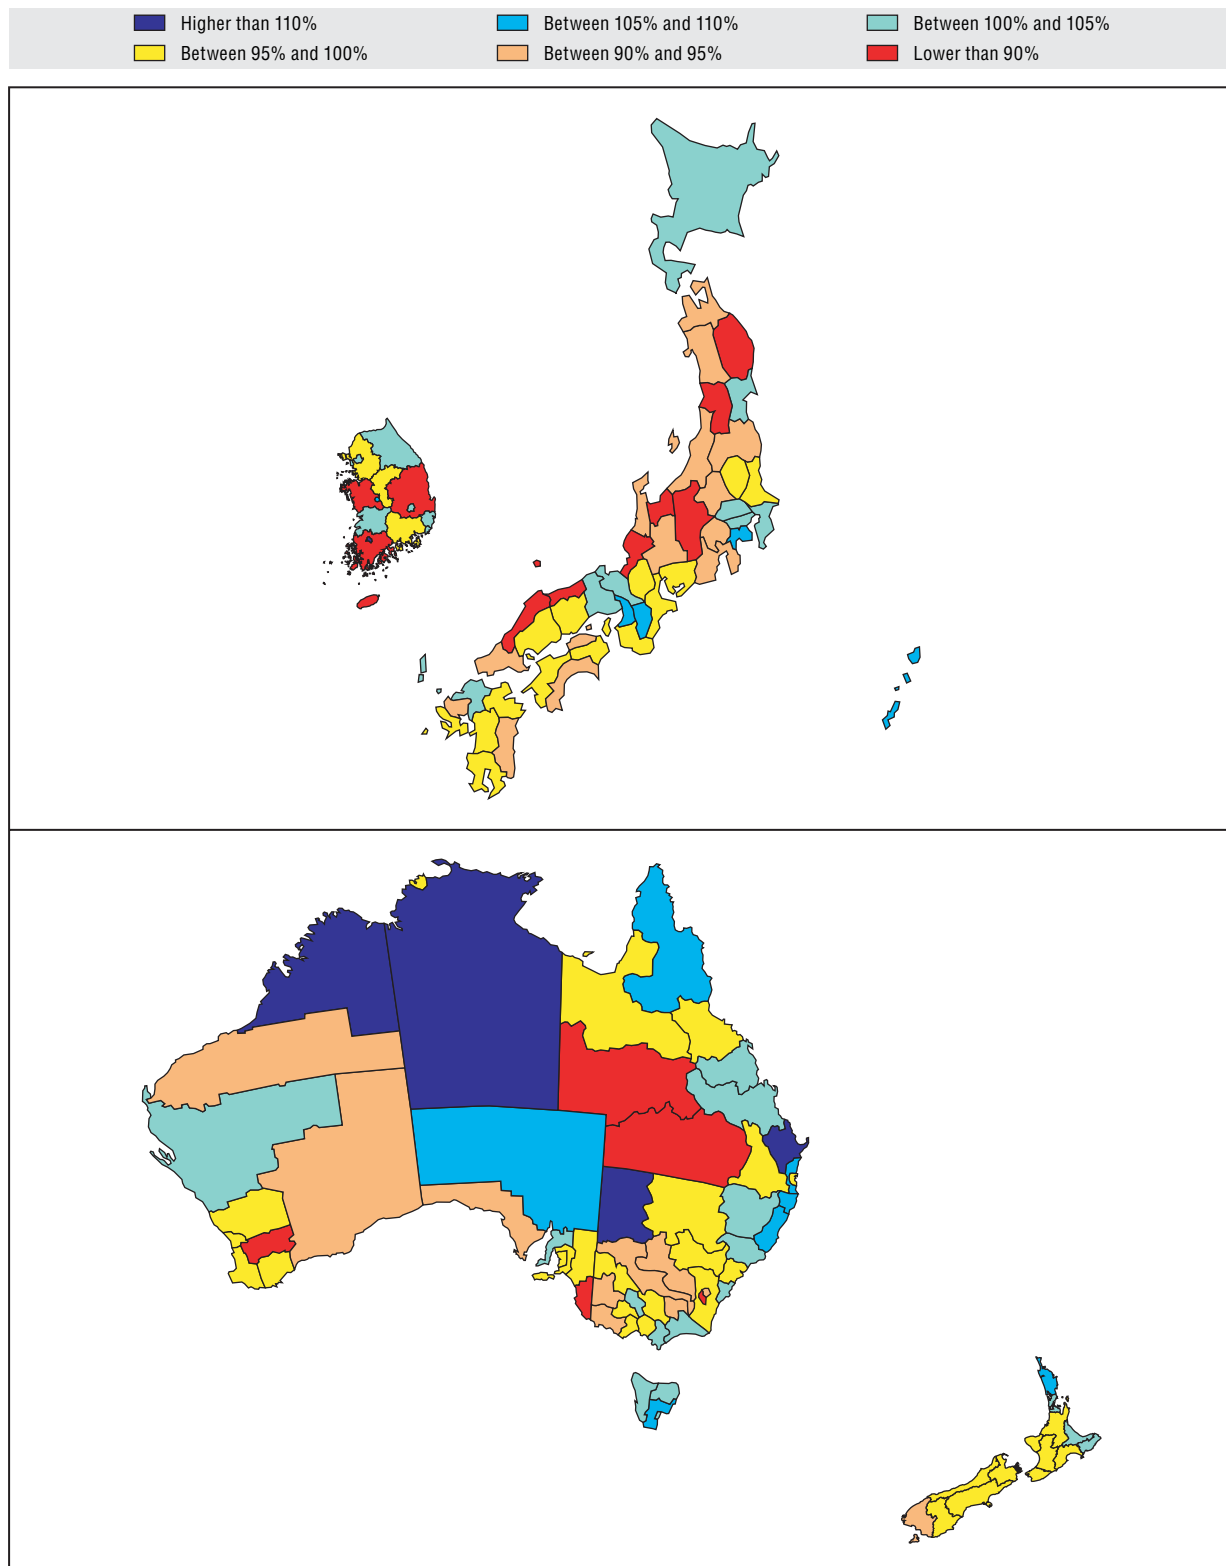 Higher than 110% Between 105% and 110% Between 100% and 105%
Between 95% and 100% Between 90% and 95% Lower than 90%